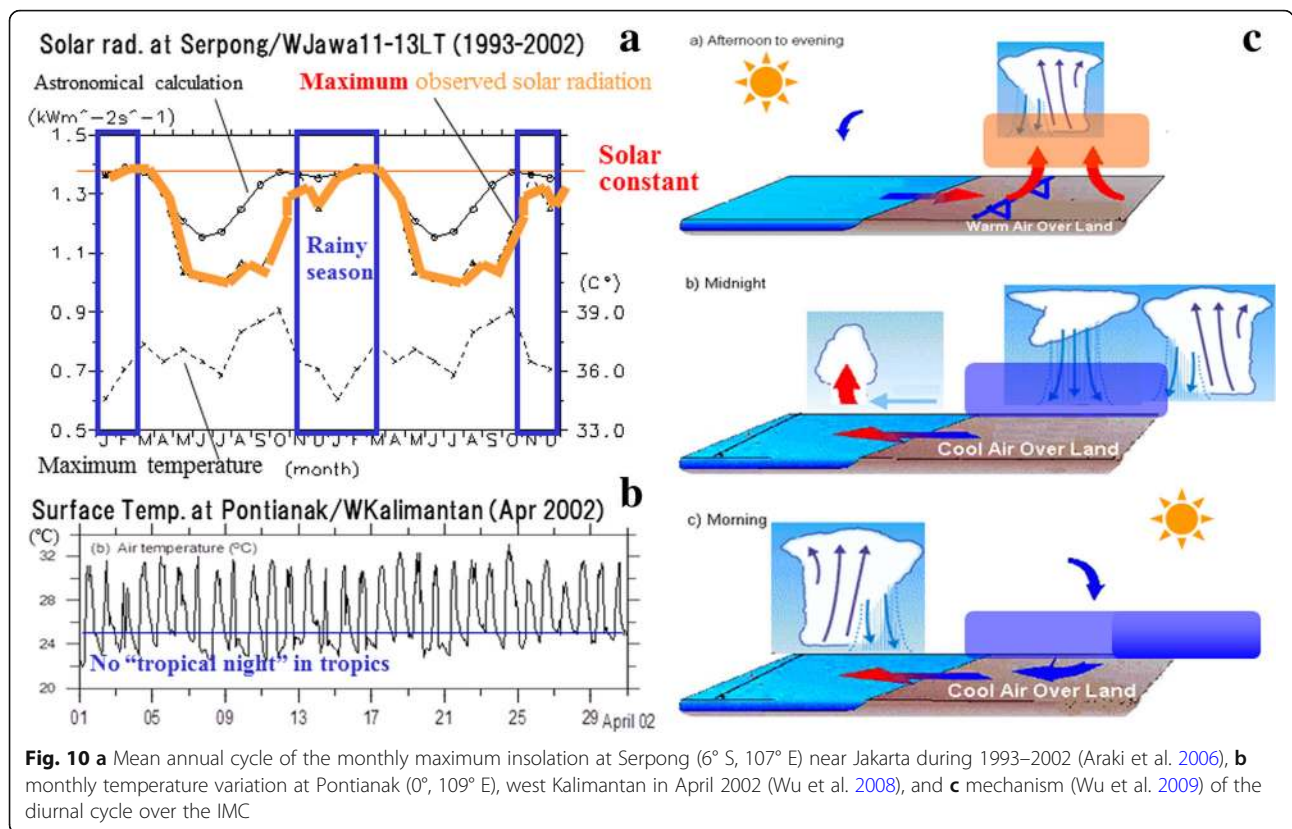 Solar rad. at Serpong/WJawa11-13LT (1993-2002)
a
Astronomical calculation
Maximum observed solar radiation
(kWm^-2s^-1)
1.5
1.3
1.1
0.9
0.7
0.5
Solar
constant
Rainy
season
(C°)
39.0
36.0
33.0
J F M A M J J A S O N D J F M A M J J A S O N D
Maximum temperature
(month)
Surface Temp. at Pontianak/WKalimantan (Apr 2002)
b
(℃)
(b) Air temperature (°C)
32
28
24
20
No "tropical night" in tropics
01 05 09 13 17 21 25 29 April 02
c
a) Afternoon to evening
Warm Air Over Land
b) Midnight
Cool Air Over Land
c) Morning
Cool Air Over Land
Fig. 10 a Mean annual cycle of the monthly maximum insolation at Serpong (6° S, 107° E) near Jakarta during 1993–2002 (Araki et al. 2006), b
monthly temperature variation at Pontianak (0°, 109° E), west Kalimantan in April 2002 (Wu et al. 2008), and c mechanism (Wu et al. 2009) of
the diurnal cycle over the IMC